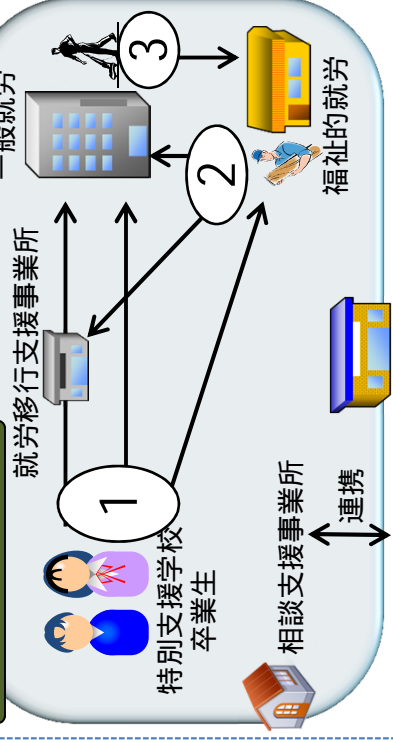 一般就労
③
就労移行支援事業所
②
福祉的就労
①
特別支援学校
卒業生
相談支援事業所
連携